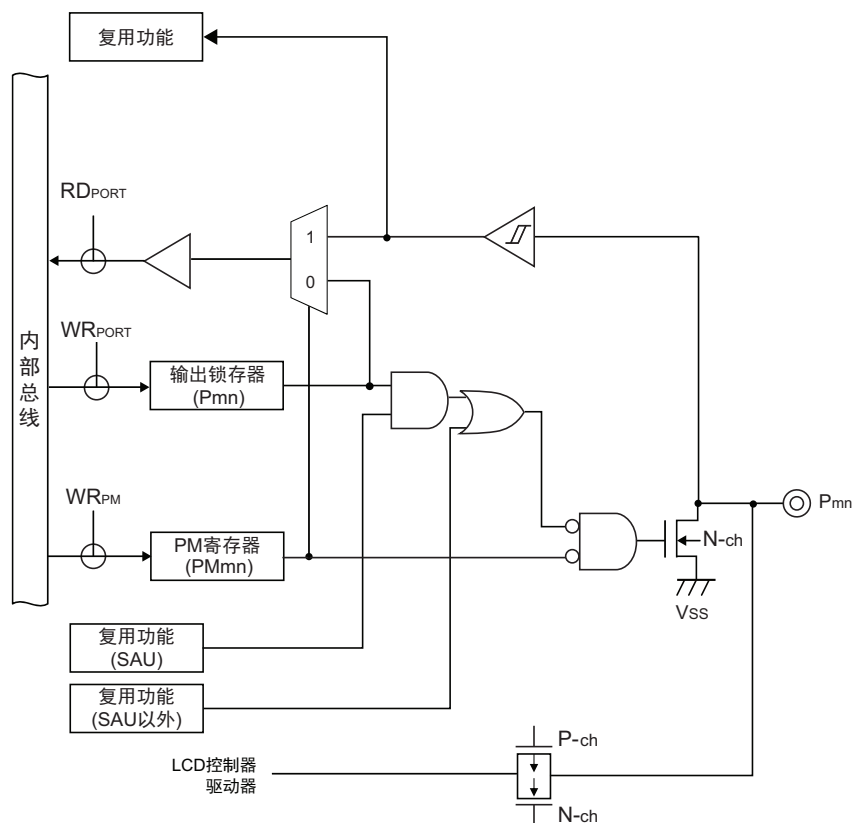 复用功能
RDPORT
1
0
WRPORT
内部总线
输出锁存器
(Pmn)
WRPM
PM寄存器
(PMmn)
Pmn
N-ch
VSS
复用功能
(SAU)
复用功能
(SAU以外)
P-ch
LCD控制器
驱动器
N-ch